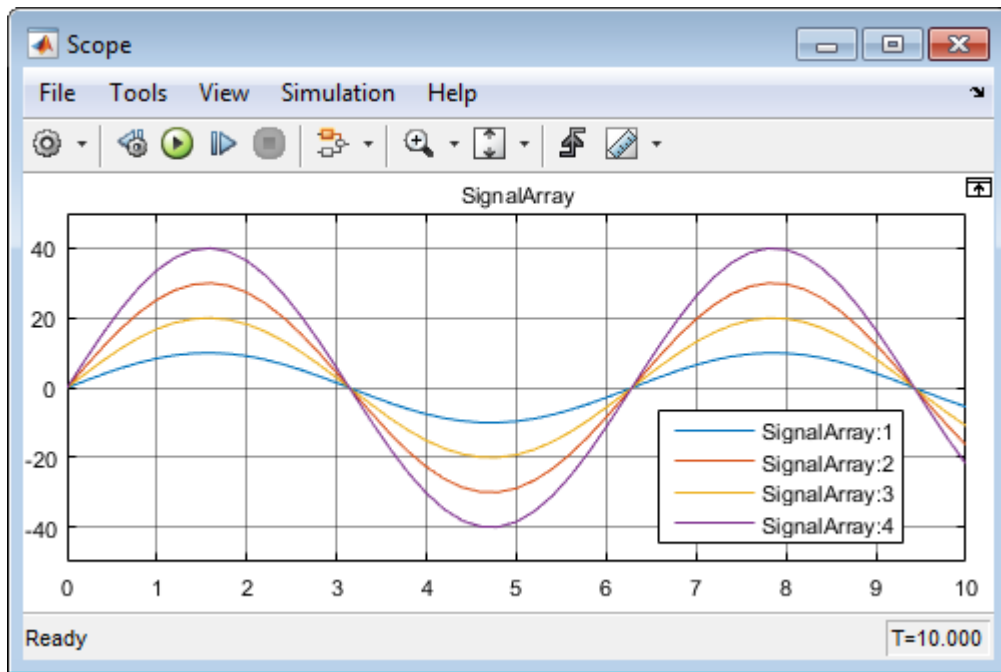 Scope
File Tools View Simulation Help
SignalArray
40
20
0
-20
-40
SignalArray:1
SignalArray:2
SignalArray:3
SignalArray:4
0 1 2 3 4 5 6 7 8 9 10
Ready T=10.000